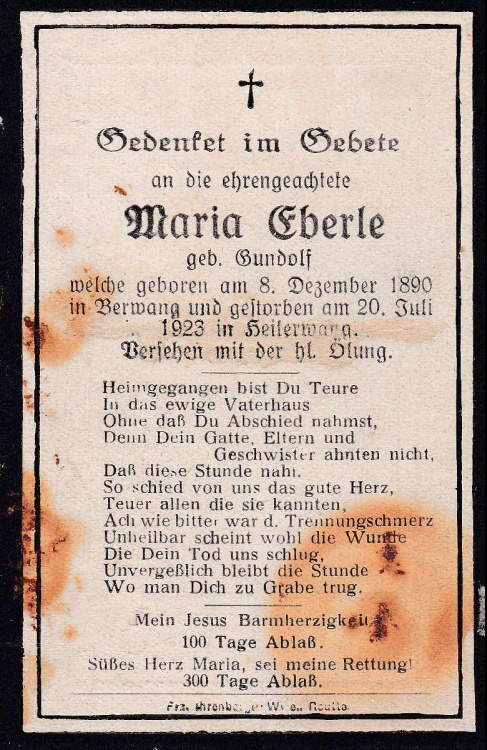 Gedenket im Gebete
an die ehrengeachtete
Maria Eberle
geb. Gundolf
welche geboren am 8. Dezember 1890
in Berwang und gestorben am 20. Juli
1923 in Heiterwang.
Versehen mit der hl. Ölung.
Heimgegangen bist Du Teure
In das ewige Vaterhaus
Ohne daß Du Abschied nahmst,
Denn Dein Gatte, Eltern und
Geschwister ahnten nicht,
Daß diese Stunde naht.
So schied von uns das gute Herz,
Teuer allen die sie kannten,
Ach wie bitter war d. Trennungschmerz
Unheilbar scheint wohl die Wunde
Die Dein Tod uns schlug,
Unvergeßlich bleibt die Stunde
Wo man Dich zu Grabe trug.
Mein Jesus Barmherzigkeit
100 Tage Ablaß.
Süßes Herz Maria, sei meine Rettung!
300 Tage Ablaß.
Reutte